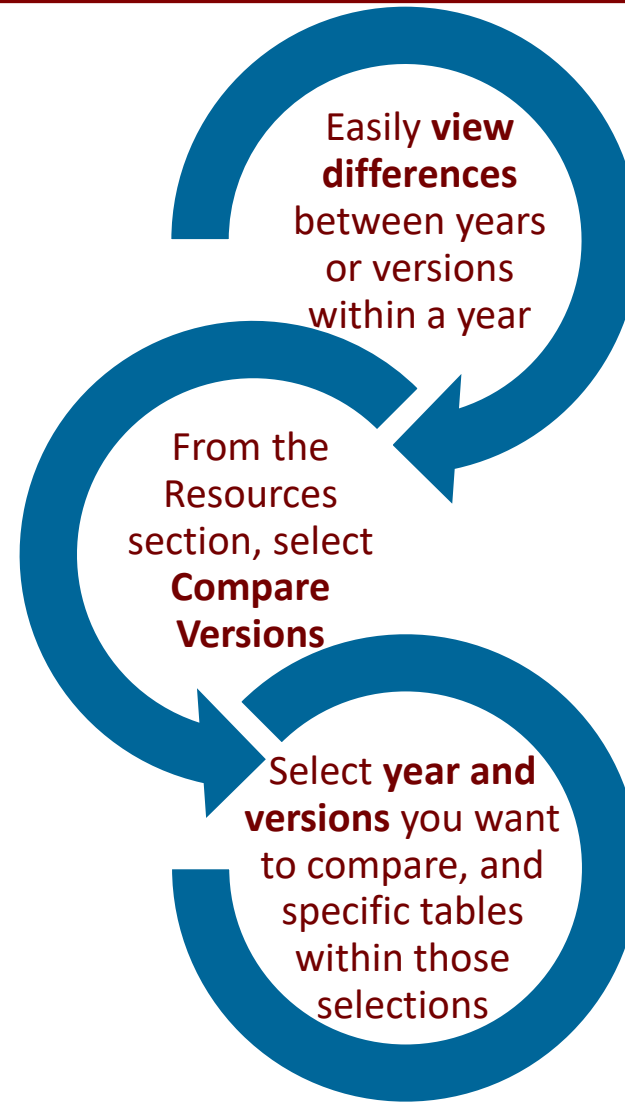 Easily view
differences
between years
or versions
within a year
From the
Resources
section, select
Compare
Versions
Select year and
versions you want
to compare, and
specific tables
within those
selections